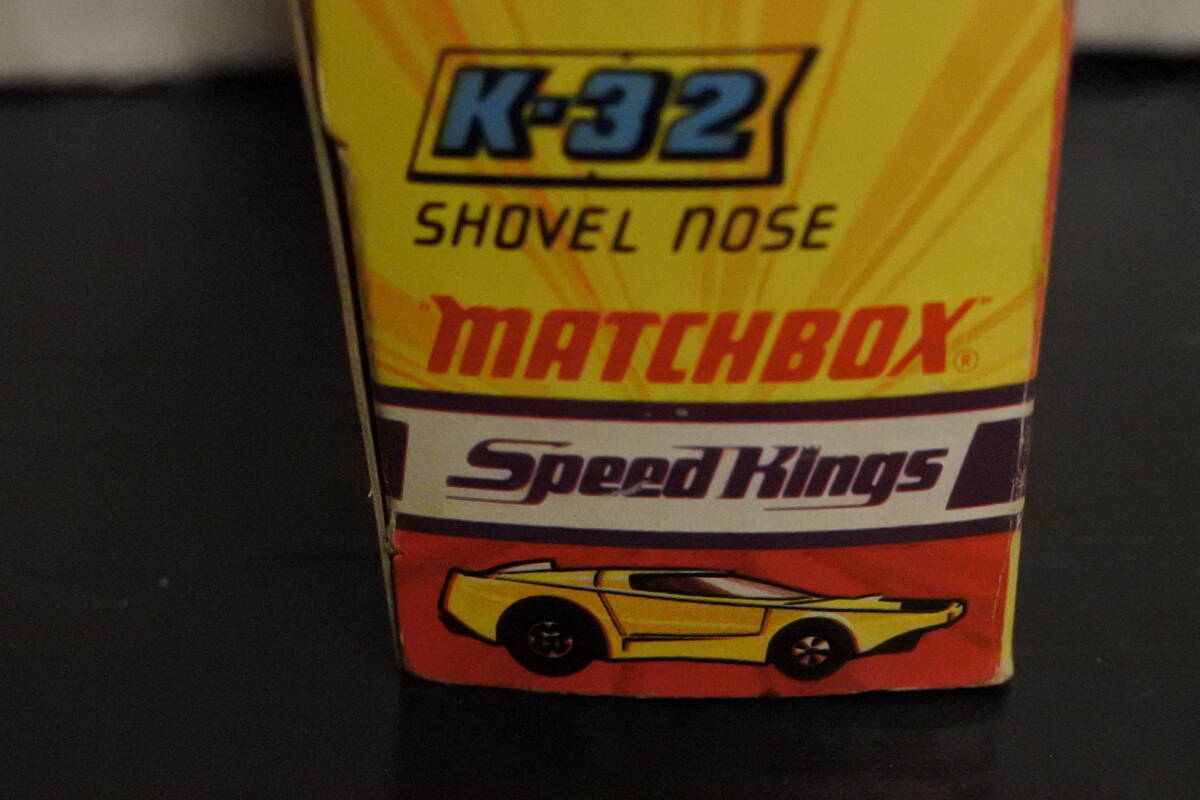 K-32
SHOVEL NOSE
"MATCHBOX"®
Speed Kings